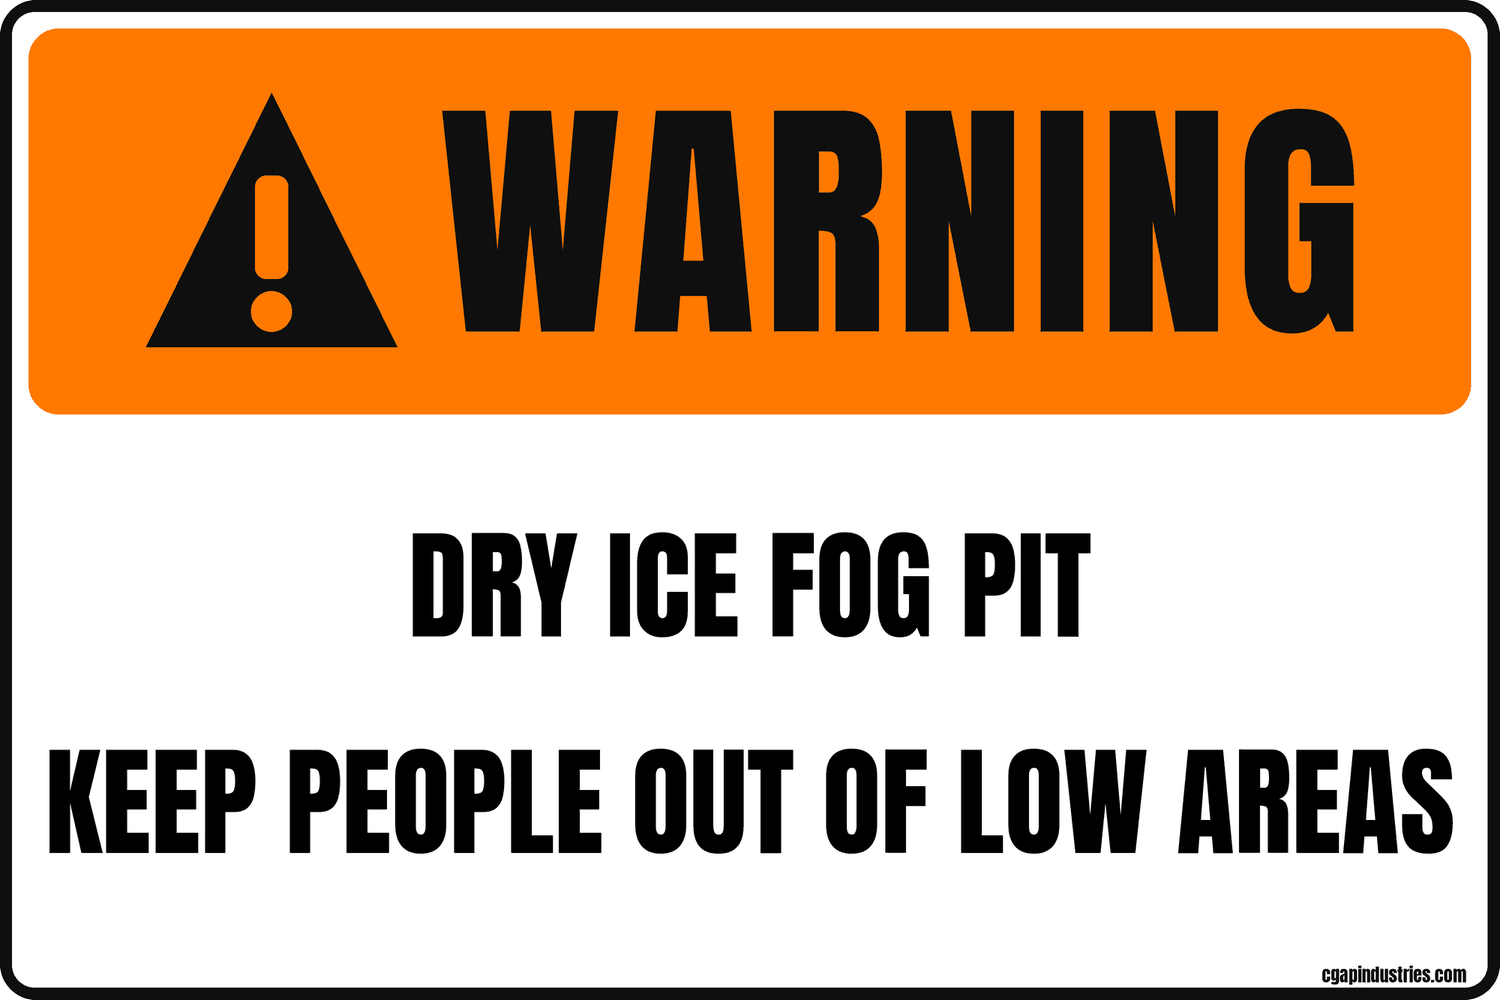 WARNING
DRY ICE FOG PIT
KEEP PEOPLE OUT OF LOW AREAS
cgapindustries.com